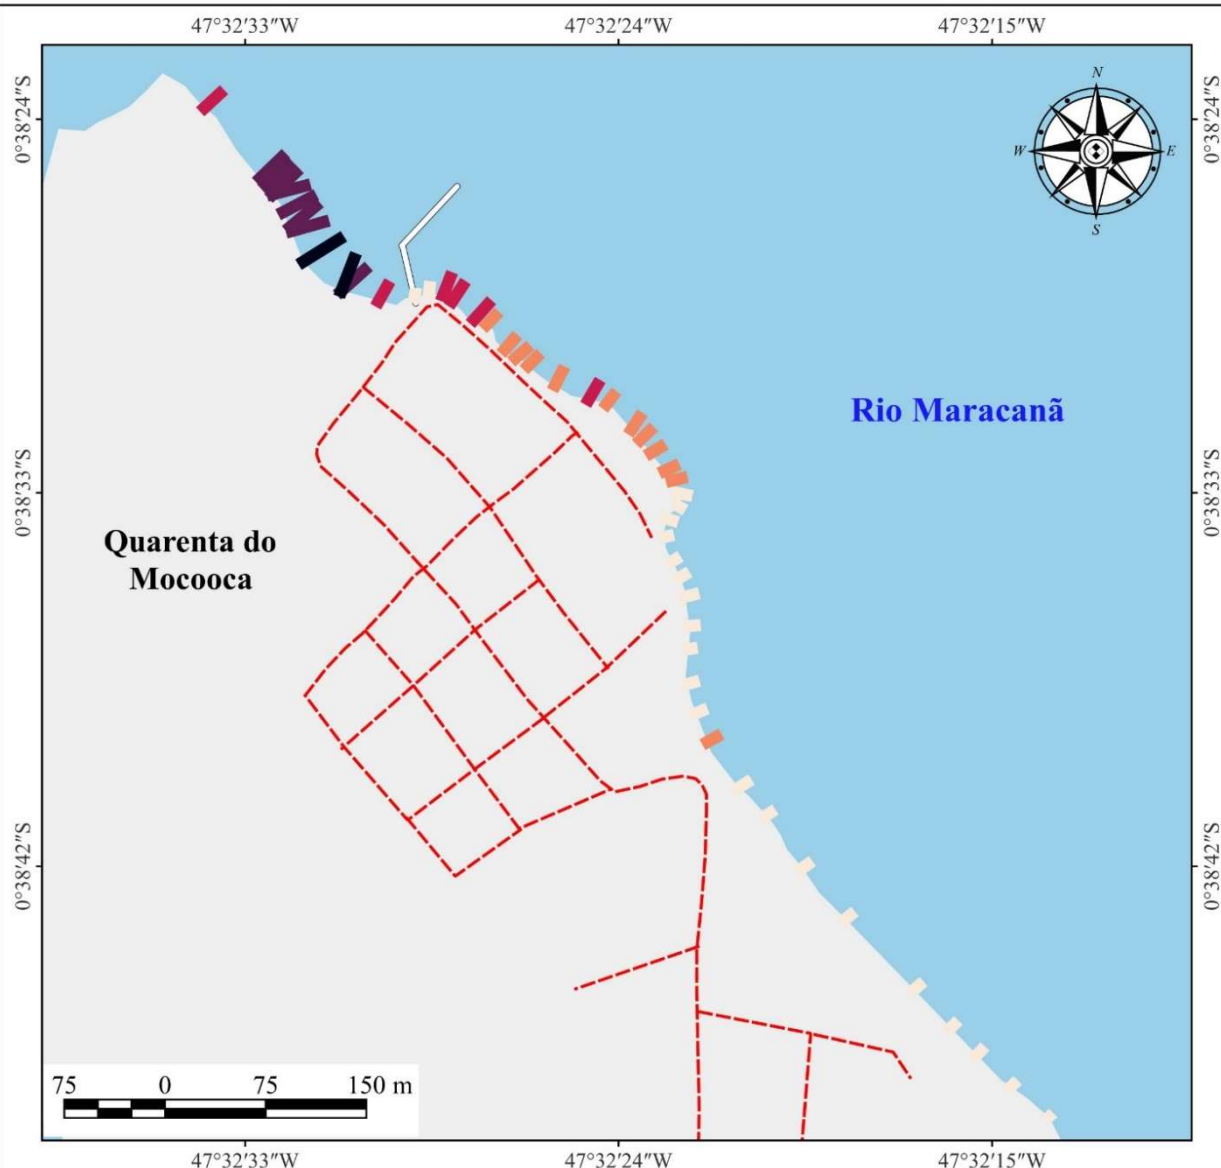 47°32'33"W 47°32'24"W 47°32'15"W
0°38'24"S 0°38'24"S
N
W E
S
Rio Maracanã
0°38'33"S 0°38'33"S
Quarenta do
Mocooca
0°38'42"S 0°38'42"S
75 0 75 150 m
47°32'33"W 47°32'24"W 47°32'15"W